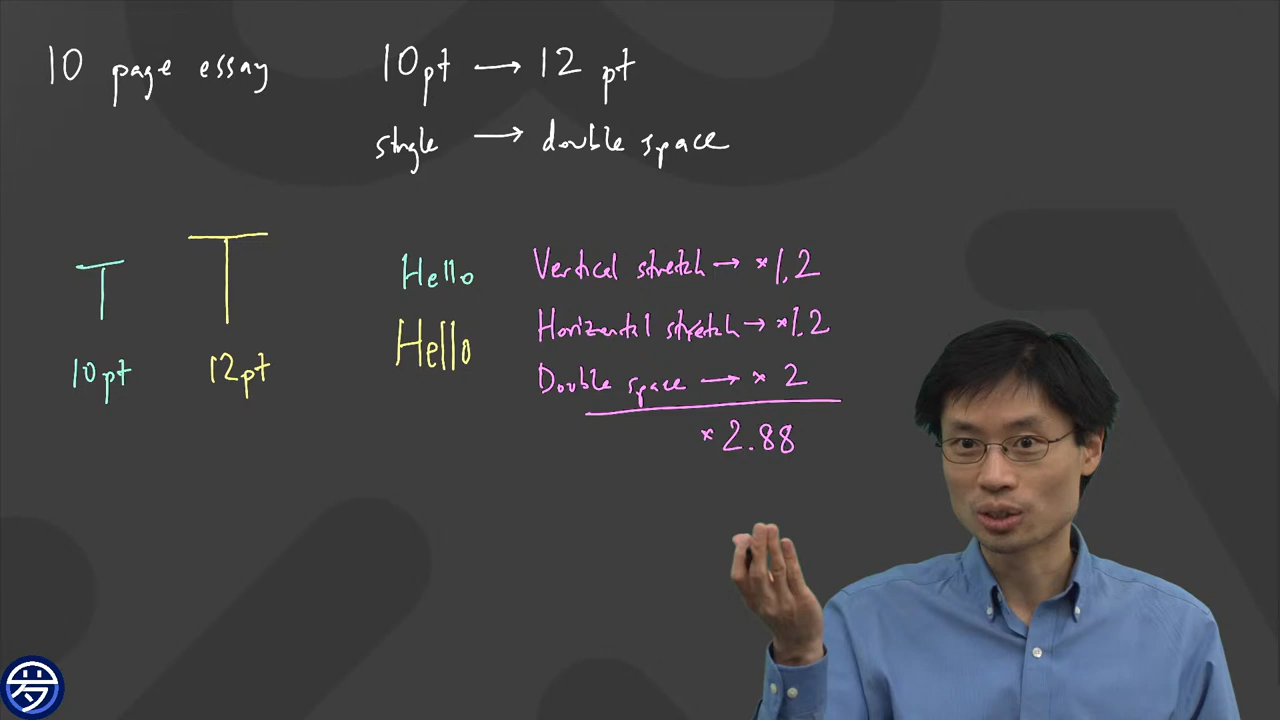 10 page essay
10pt → 12 pt
single → double space
T T
10pt 12pt
Hello
Hello
Vertical stretch → × 1.2
Horizontal stretch → × 1.2
Double space → × 2
× 2.88